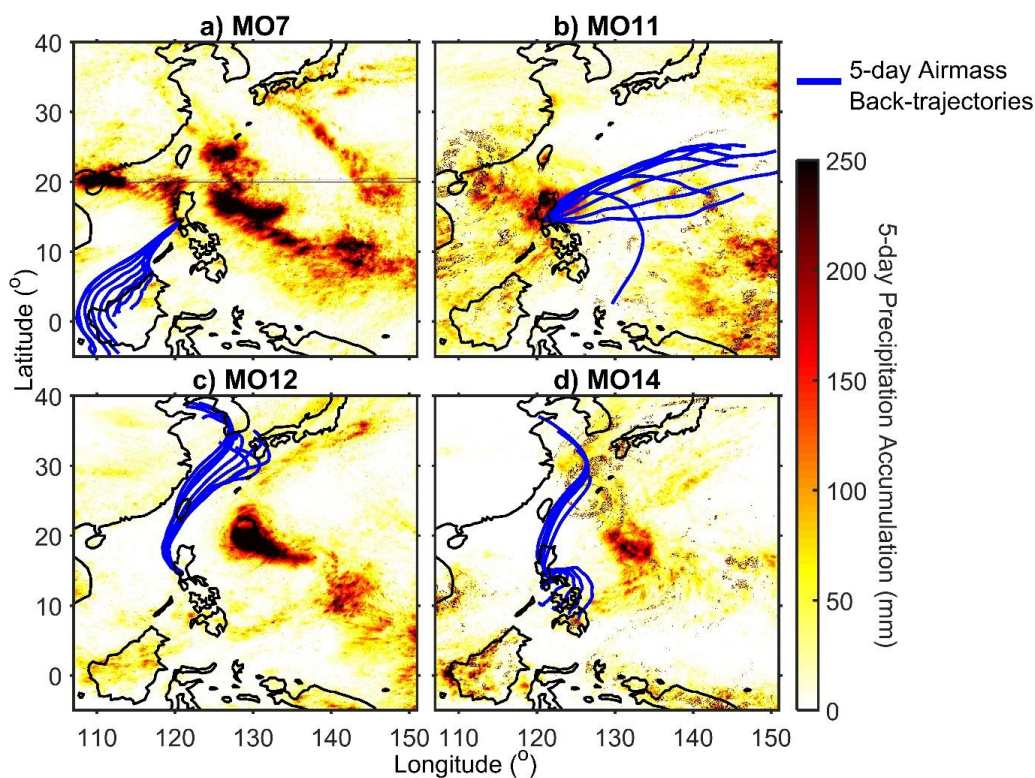 a) MO7
b) MO11
5-day Airmass
Back-trajectories
40
30
20
10
0
Latitude (°)
c) MO12
d) MO14
40
30
20
10
0
110 120 130 140 150
110 120 130 140 150
Longitude (°)
250
200
150
100
50
0
5-day Precipitation Accumulation (mm)